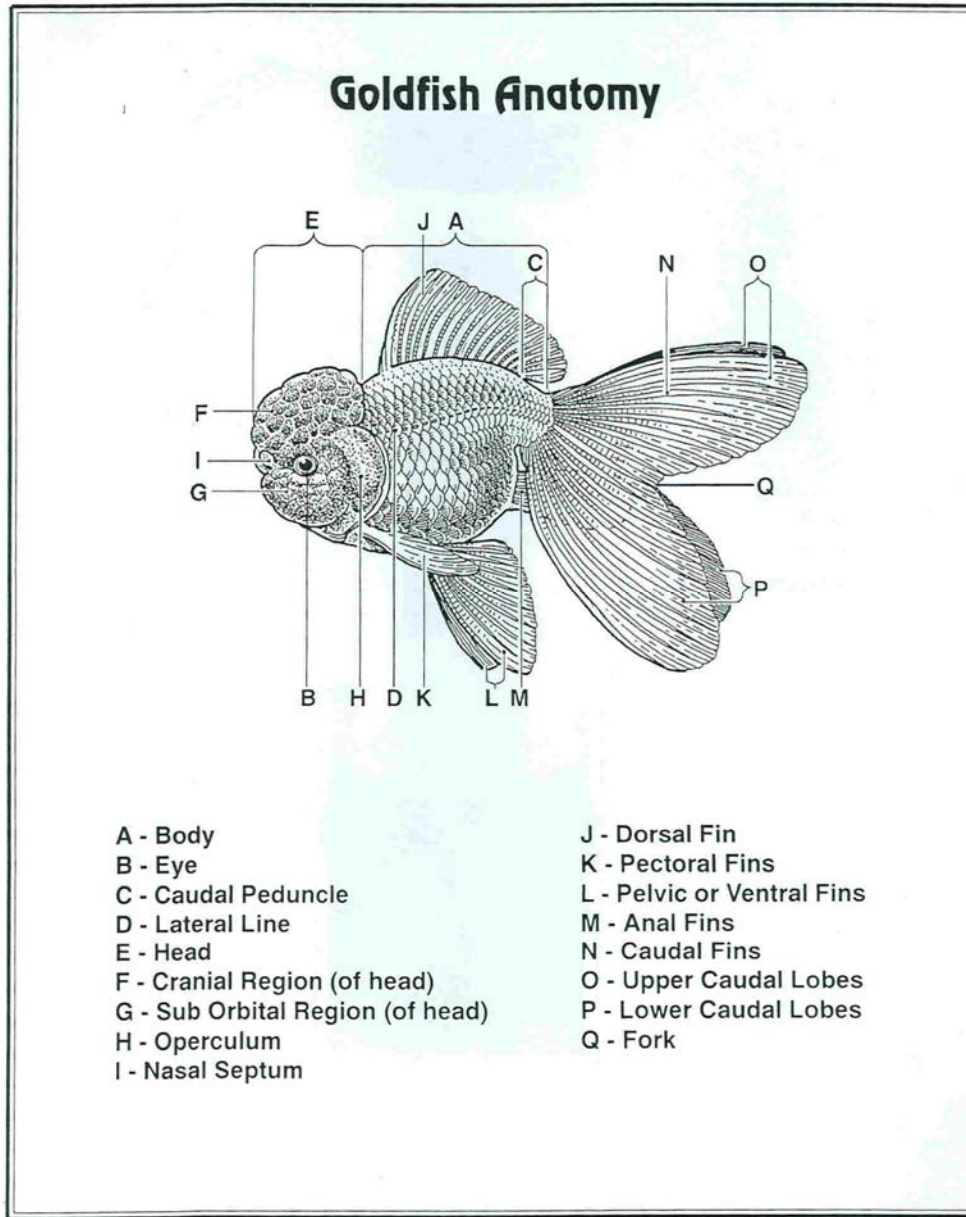 Goldfish Anatomy
E J A
C N O
F
I
G
Q
P
B H D K L M
A - Body
B - Eye
C - Caudal Peduncle
D - Lateral Line
E - Head
F - Cranial Region (of head)
G - Sub Orbital Region (of head)
H - Operculum
I - Nasal Septum
J - Dorsal Fin
K - Pectoral Fins
L - Pelvic or Ventral Fins
M - Anal Fins
N - Caudal Fins
O - Upper Caudal Lobes
P - Lower Caudal Lobes
Q - Fork